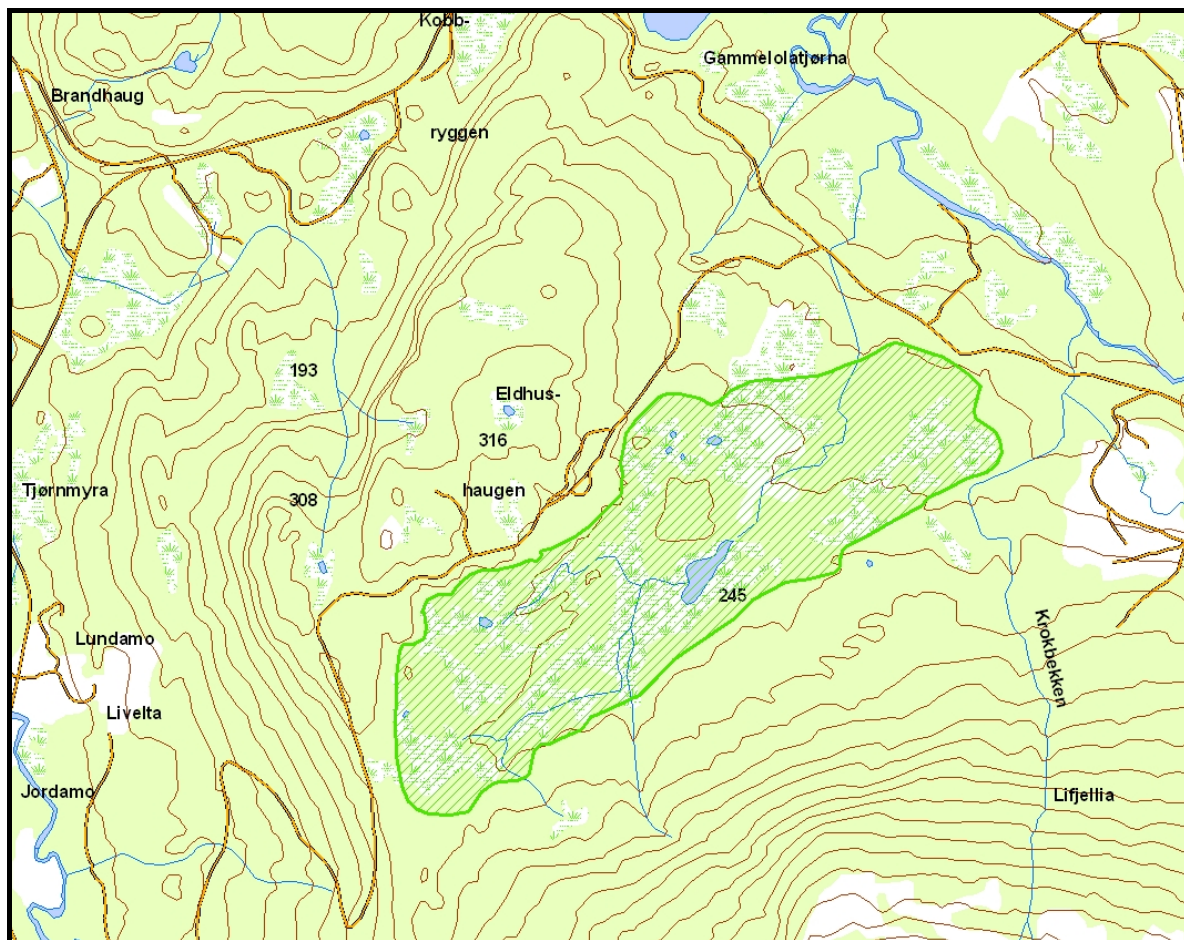 Kobb-
Gammelolatjørna
Brandhaug
ryggen
193
Eldhus-
316
Tjørnmyra
308
haugen
245
Lundamo
Krokbekken
Livelta
Jordamo
Lifjellia